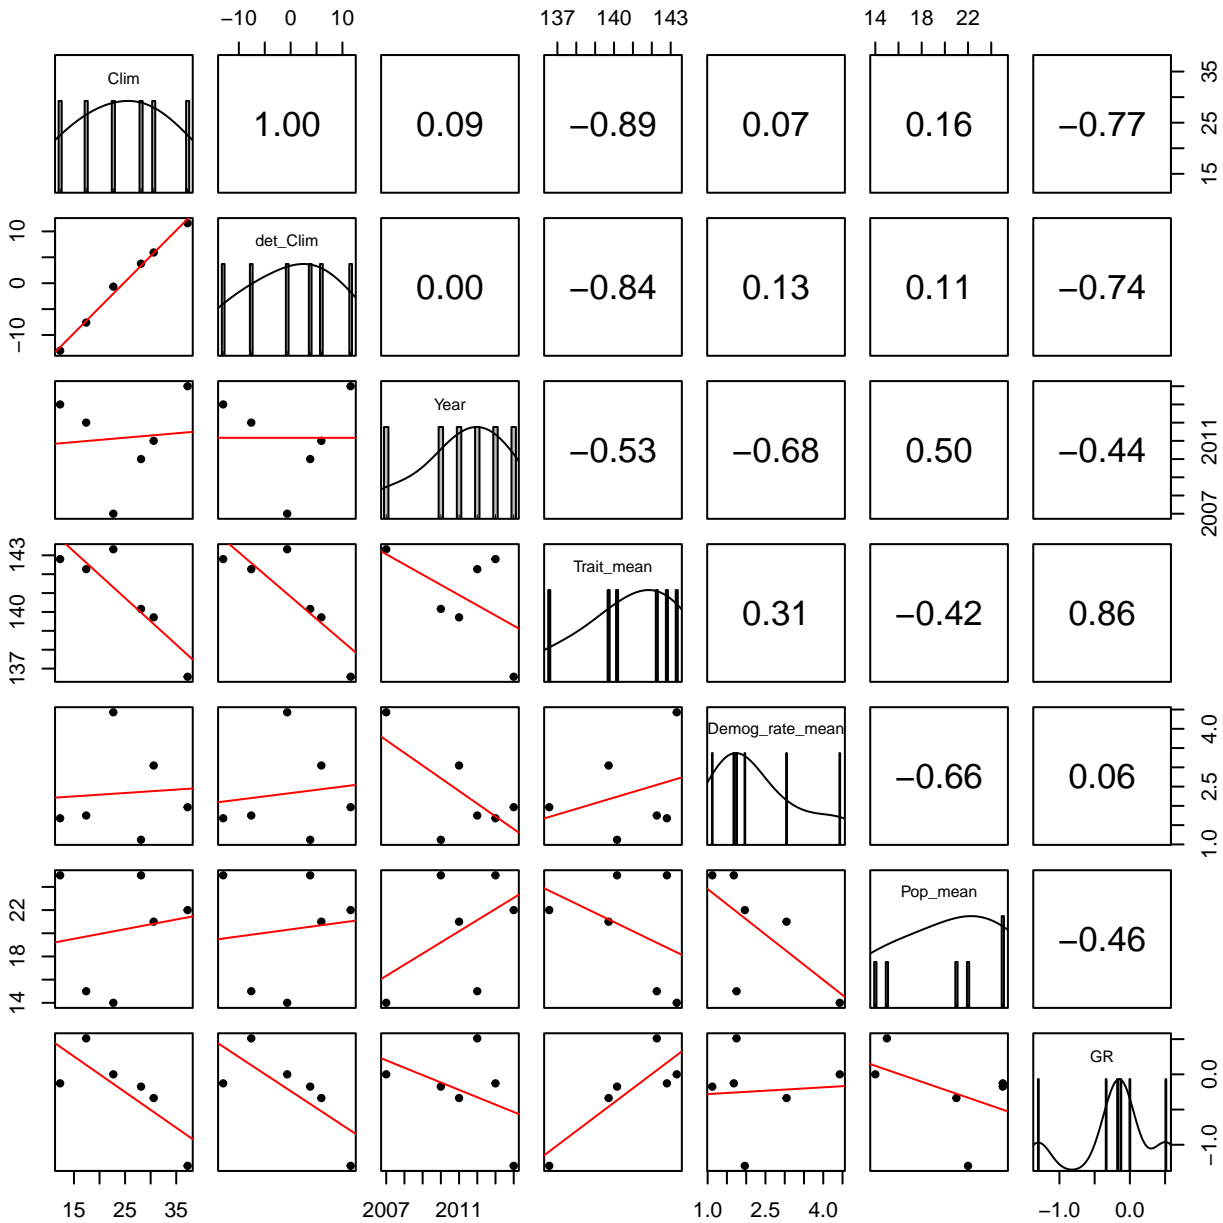 −10 0 10 137 140 143 14 18 22
Clim 1.00 0.09 −0.89 0.07 0.16 −0.77 15 25 35
−10 0 10 det_Clim 0.00 −0.84 0.13 0.11 −0.74
Year −0.53 −0.68 0.50 −0.44 2007 2011
137 140 143 Trait_mean 0.31 −0.42 0.86
Demog_rate_mean −0.66 0.06 1.0 2.5 4.0
14 18 22 Pop_mean −0.46
GR −1.0 0.0
15 25 35 2007 2011 1.0 2.5 4.0 −1.0 0.0